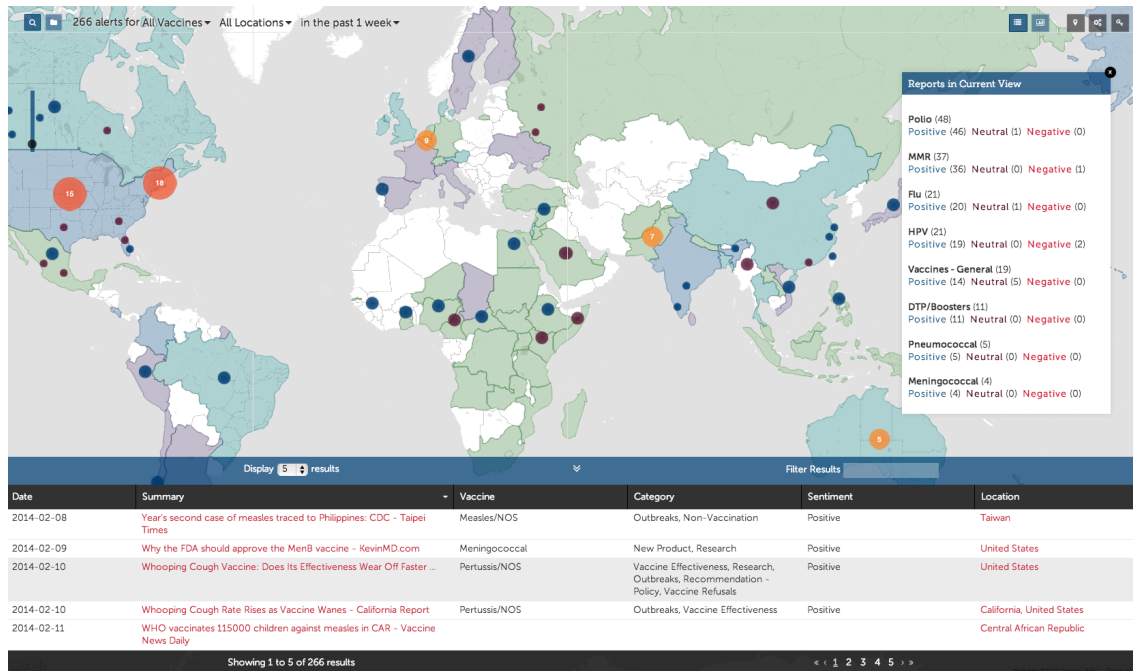 266 alerts for All Vaccines All Locations in the past 1 week
Reports in Current View
x
Polio (48)
Positive (46) Neutral (1) Negative (0)
MMR (37)
Positive (36) Neutral (0) Negative (1)
Flu (21)
Positive (20) Neutral (1) Negative (0)
HPV (21)
Positive (19) Neutral (0) Negative (2)
Vaccines - General (19)
Positive (14) Neutral (5) Negative (0)
DTP/Boosters (11)
Positive (11) Neutral (0) Negative (0)
Pneumococcal (5)
Positive (5) Neutral (0) Negative (0)
Meningococcal (4)
Positive (4) Neutral (0) Negative (0)
9
18
15
7
5
Display 5 results Filter Results
Date Summary Vaccine Category Sentiment Location
2014-02-08 Year's second case of measles traced to Philippines: CDC - Taipei Measles/NOS Outbreaks, Non-Vaccination Positive Taiwan
Times
2014-02-09 Why the FDA should approve the MenB vaccine - KevinMD.com Meningococcal New Product, Research Positive United States
2014-02-10 Whooping Cough Vaccine: Does Its Effectiveness Wear Off Faster ... Pertussis/NOS Vaccine Effectiveness, Research, Positive United States
Outbreaks, Recommendation -
Policy, Vaccine Refusals
2014-02-10 Whooping Cough Rate Rises as Vaccine Wanes - California Report Pertussis/NOS Outbreaks, Vaccine Effectiveness Positive California, United States
2014-02-11 WHO vaccinates 115000 children against measles in CAR - Vaccine Central African Republic
News Daily
Showing 1 to 5 of 266 results « ‹ 1 2 3 4 5 › »